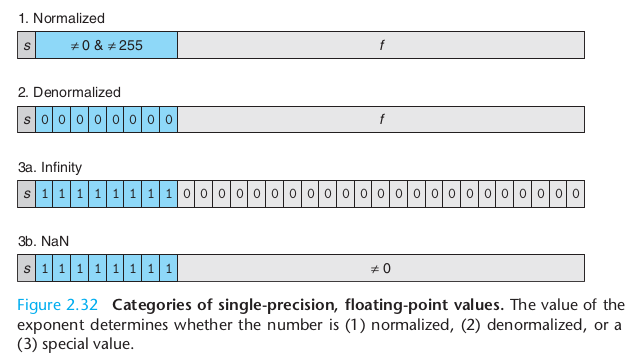 1. Normalized
s ≠ 0 & ≠ 255 f
2. Denormalized
s 0 0 0 0 0 0 0 0 f
3a. Infinity
s 1 1 1 1 1 1 1 1 0 0 0 0 0 0 0 0 0 0 0 0 0 0 0 0 0 0 0 0 0 0 0
3b. NaN
s 1 1 1 1 1 1 1 1 ≠ 0
Figure 2.32 Categories of single-precision, floating-point values. The value of the
exponent determines whether the number is (1) normalized, (2) denormalized, or a
(3) special value.